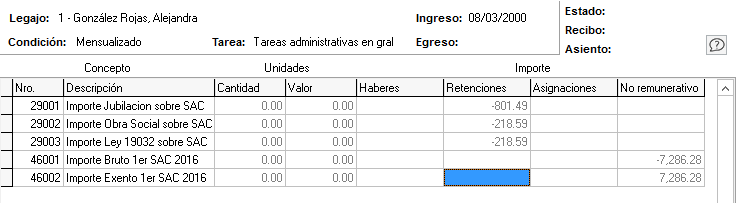 Legajo: 1 - González Rojas, Alejandra Ingreso: 08/03/2000 Estado:
Recibo:
Condición: Mensualizado Tarea: Tareas administrativas en gral Egreso: Asiento:
Concepto Unidades Importe
Nro. Descripción Cantidad Valor Haberes Retenciones Asignaciones No remunerativo
29001 Importe Jubilacion sobre SAC 0.00 0.00 -801.49
29002 Importe Obra Social sobre SAC 0.00 0.00 -218.59
29003 Importe Ley 19032 sobre SAC 0.00 0.00 -218.59
46001 Importe Bruto 1er SAC 2016 0.00 0.00 -7,286.28
46002 Importe Exento 1er SAC 2016 0.00 0.00 7,286.28